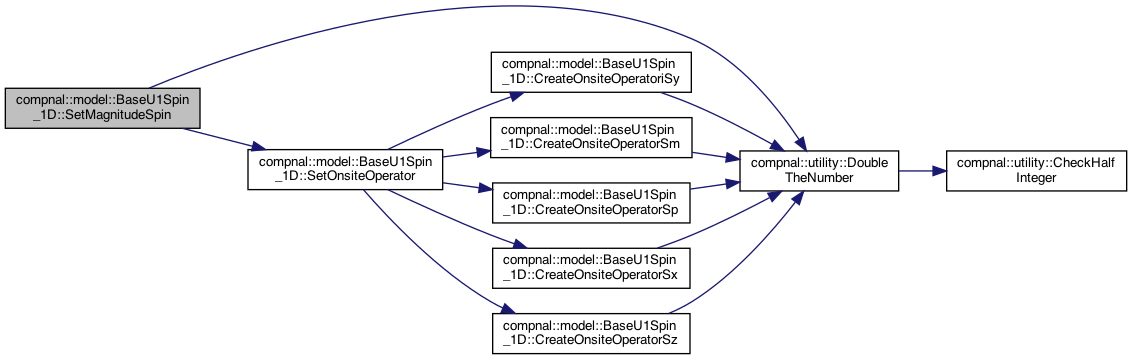 compnal::model::BaseU1Spin
_1D::SetMagnitudeSpin
compnal::model::BaseU1Spin
_1D::SetOnsiteOperator
compnal::model::BaseU1Spin
_1D::CreateOnsiteOperatoriSy
compnal::model::BaseU1Spin
_1D::CreateOnsiteOperatorSm
compnal::model::BaseU1Spin
_1D::CreateOnsiteOperatorSp
compnal::model::BaseU1Spin
_1D::CreateOnsiteOperatorSx
compnal::model::BaseU1Spin
_1D::CreateOnsiteOperatorSz
compnal::utility::Double
TheNumber
compnal::utility::CheckHalf
Integer